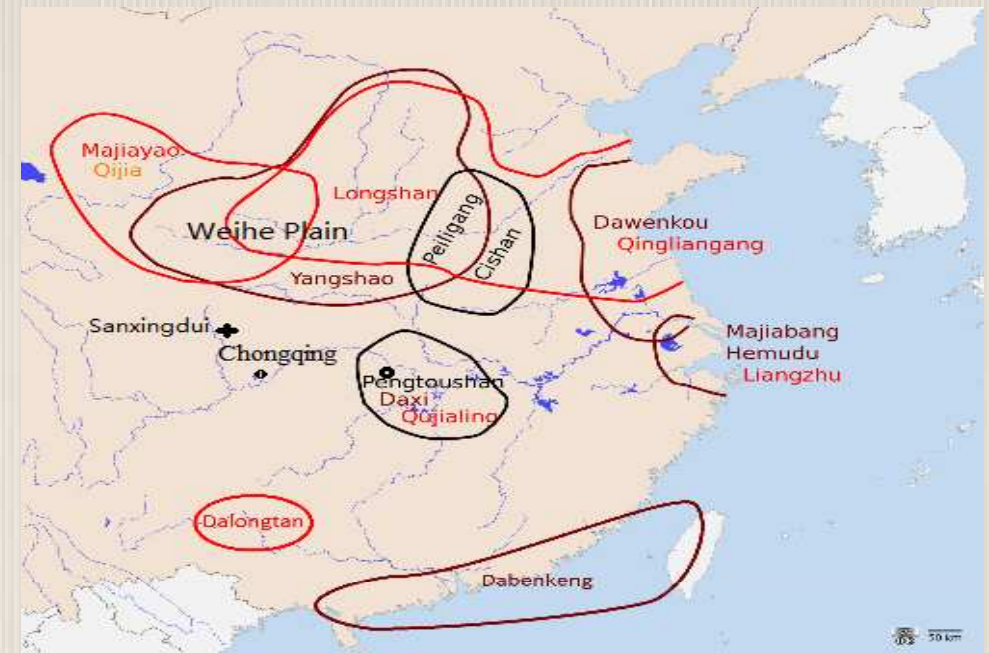 Majiayao
Qijia
Longshan
Weihe Plain
Peiligang
Cishan
Yangshao
Dawenkou
Qingliangang
Sanxingdui
Chongqing
Majiabang
Hemudu
Liangzhu
Pengtoushan
Daxi
Qujialing
Dalongtan
Dabenkeng
50 km